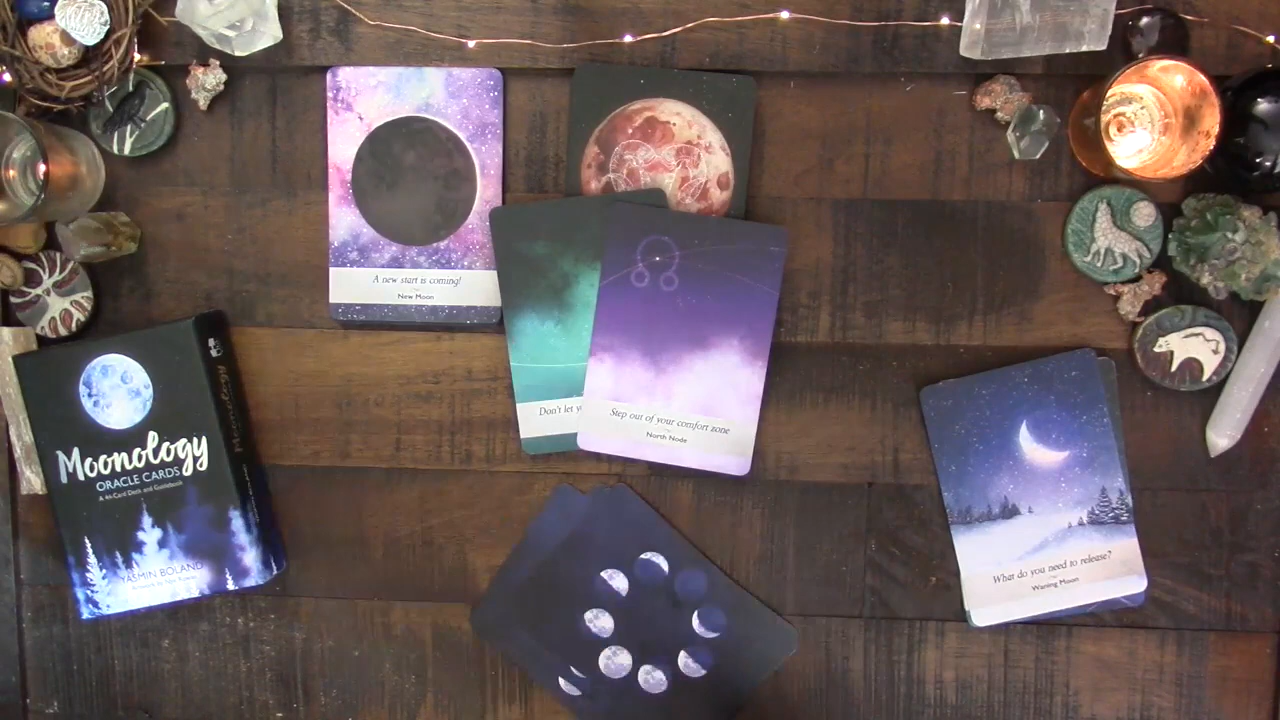 A new start is coming!
New Moon
Don't let
Step out of your comfort zone
North Node
Moonology
ORACLE CARDS
A 44-Card Deck and Guidebook
YASMIN BOLAND
Moonology
What do you need to release?
Waning Moon